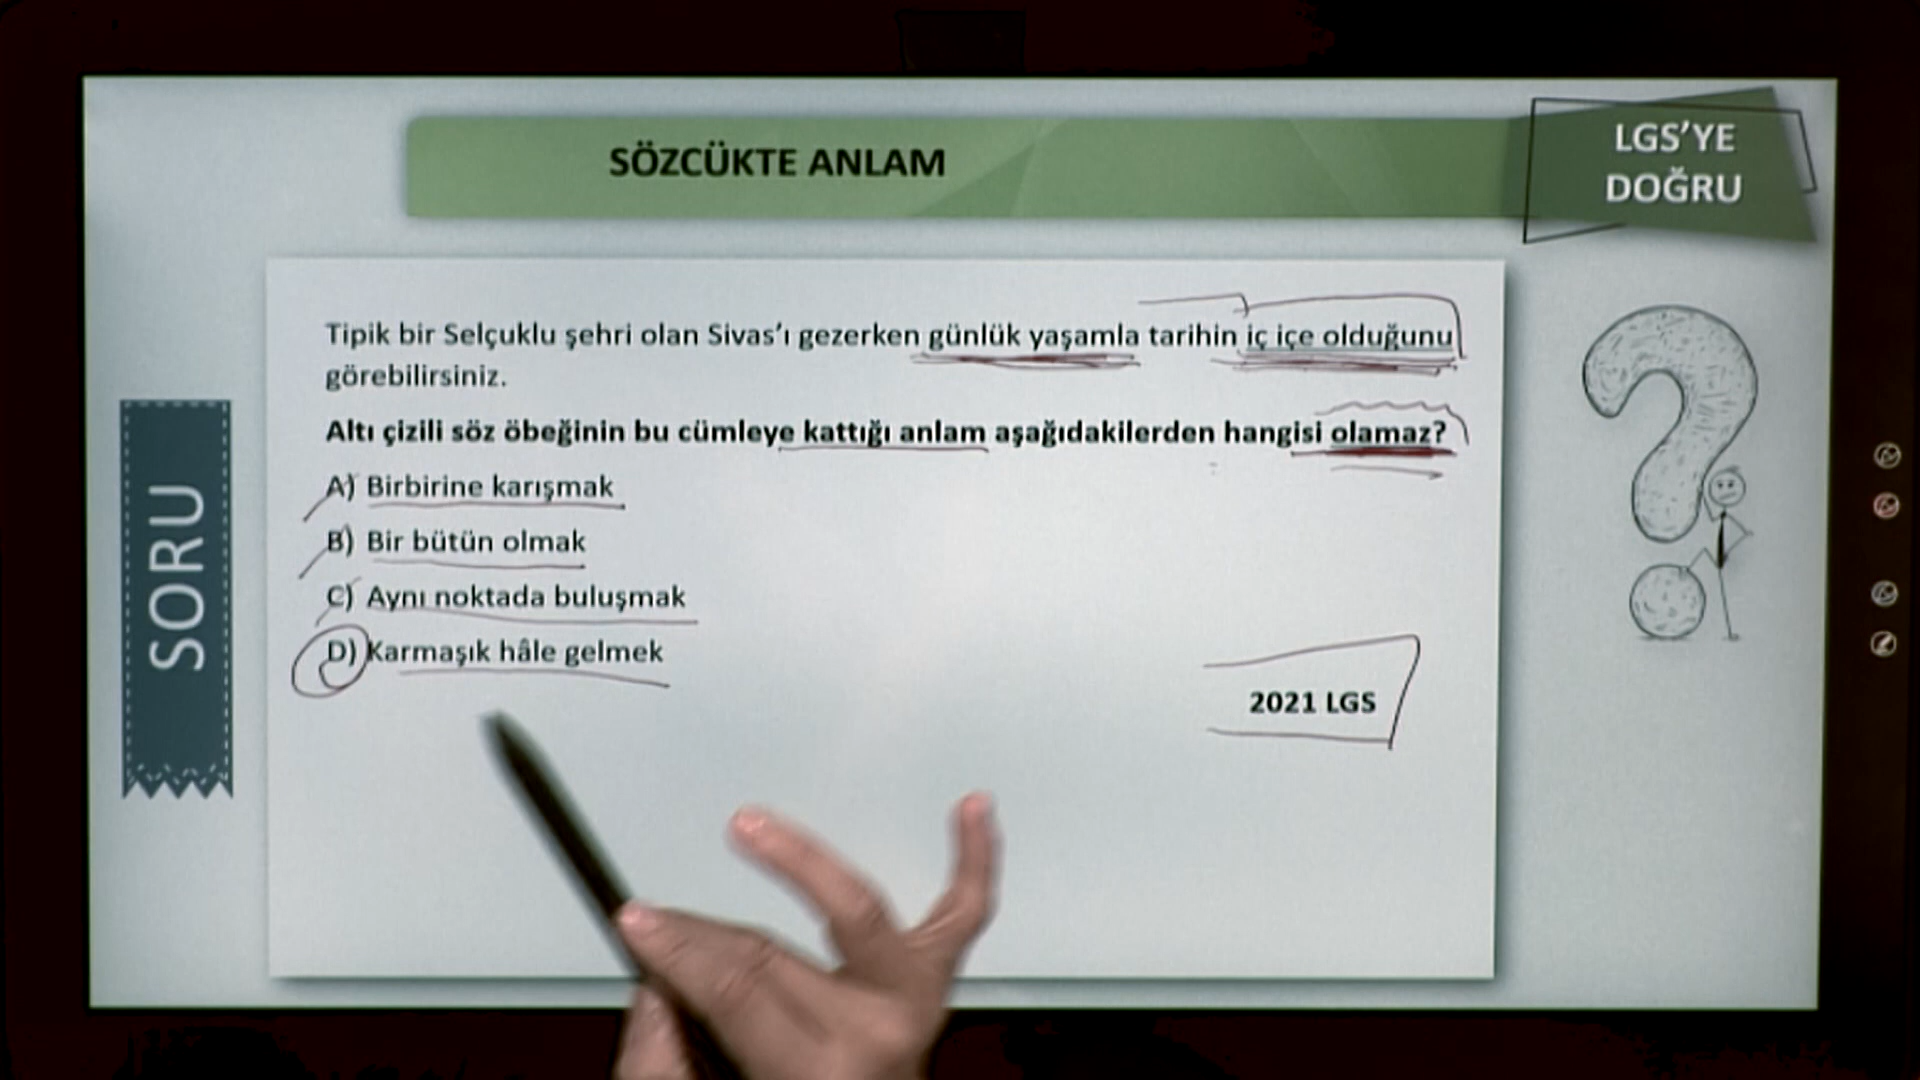 SÖZCÜKTE ANLAM
LGS'YE
DOĞRU
SORU
Tipik bir Selçuklu şehri olan Sivas'ı gezerken günlük yaşamla tarihin iç içe olduğunu
görebilirsiniz.
Altı çizili söz öbeğinin bu cümleye kattığı anlam aşağıdakilerden hangisi olamaz?
A) Birbirine karışmak
B) Bir bütün olmak
C) Aynı noktada buluşmak
D) Karmaşık hâle gelmek
2021 LGS